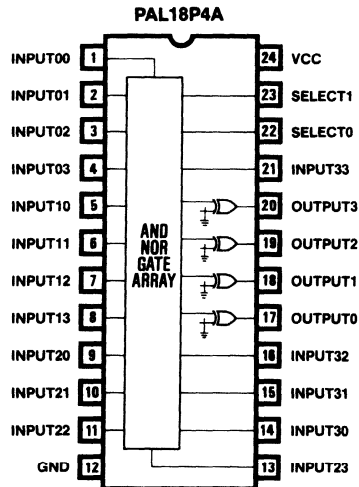 PAL18P4A
INPUT00 1 24 VCC
INPUT01 2 23 SELECT1
INPUT02 3 22 SELECT0
INPUT03 4 21 INPUT33
INPUT10 5 20 OUTPUT3
INPUT11 6 19 OUTPUT2
INPUT12 7 18 OUTPUT1
INPUT13 8 17 OUTPUT0
INPUT20 9 16 INPUT32
INPUT21 10 15 INPUT31
INPUT22 11 14 INPUT30
GND 12 13 INPUT23
AND
NOR
GATE
ARRAY